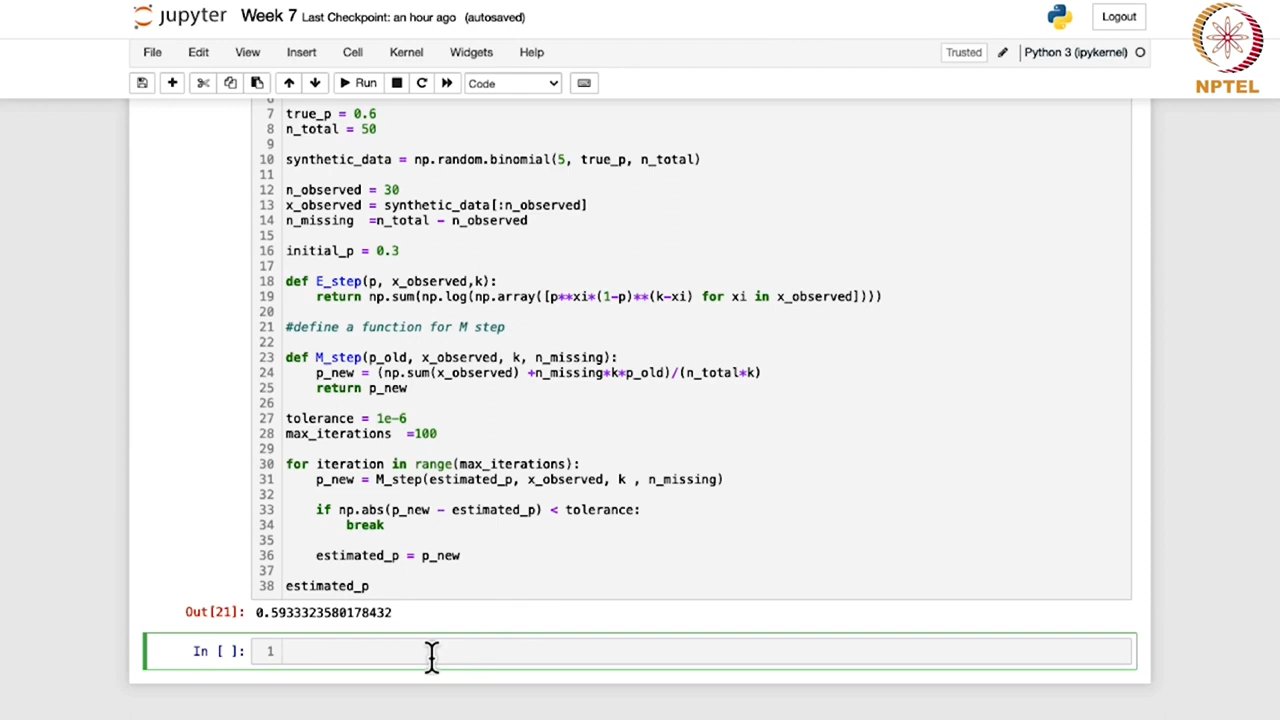 jupyter Week 7 Last Checkpoint: an hour ago (autosaved) Logout
File Edit View Insert Cell Kernel Widgets Help Trusted Python 3 (ipykernel)
NPTEL
Run Code
6
7 true_p = 0.6
8 n_total = 50
9
10 synthetic_data = np.random.binomial(5, true_p, n_total)
11
12 n_observed = 30
13 x_observed = synthetic_data[:n_observed]
14 n_missing =n_total - n_observed
15
16 initial_p = 0.3
17
18 def E_step(p, x_observed,k):
19 return np.sum(np.log(np.array([p**xi*(1-p)**(k-xi) for xi in x_observed])))
20
21 #define a function for M step
22
23 def M_step(p_old, x_observed, k, n_missing):
24 p_new = (np.sum(x_observed) +n_missing*k*p_old)/(n_total*k)
25 return p_new
26
27 tolerance = 1e-6
28 max_iterations =100
29
30 for iteration in range(max_iterations):
31 p_new = M_step(estimated_p, x_observed, k , n_missing)
32
33 if np.abs(p_new - estimated_p) < tolerance:
34 break
35
36 estimated_p = p_new
37
38 estimated_p
Out[21]: 0.5933323580178432
In [ ]: 1